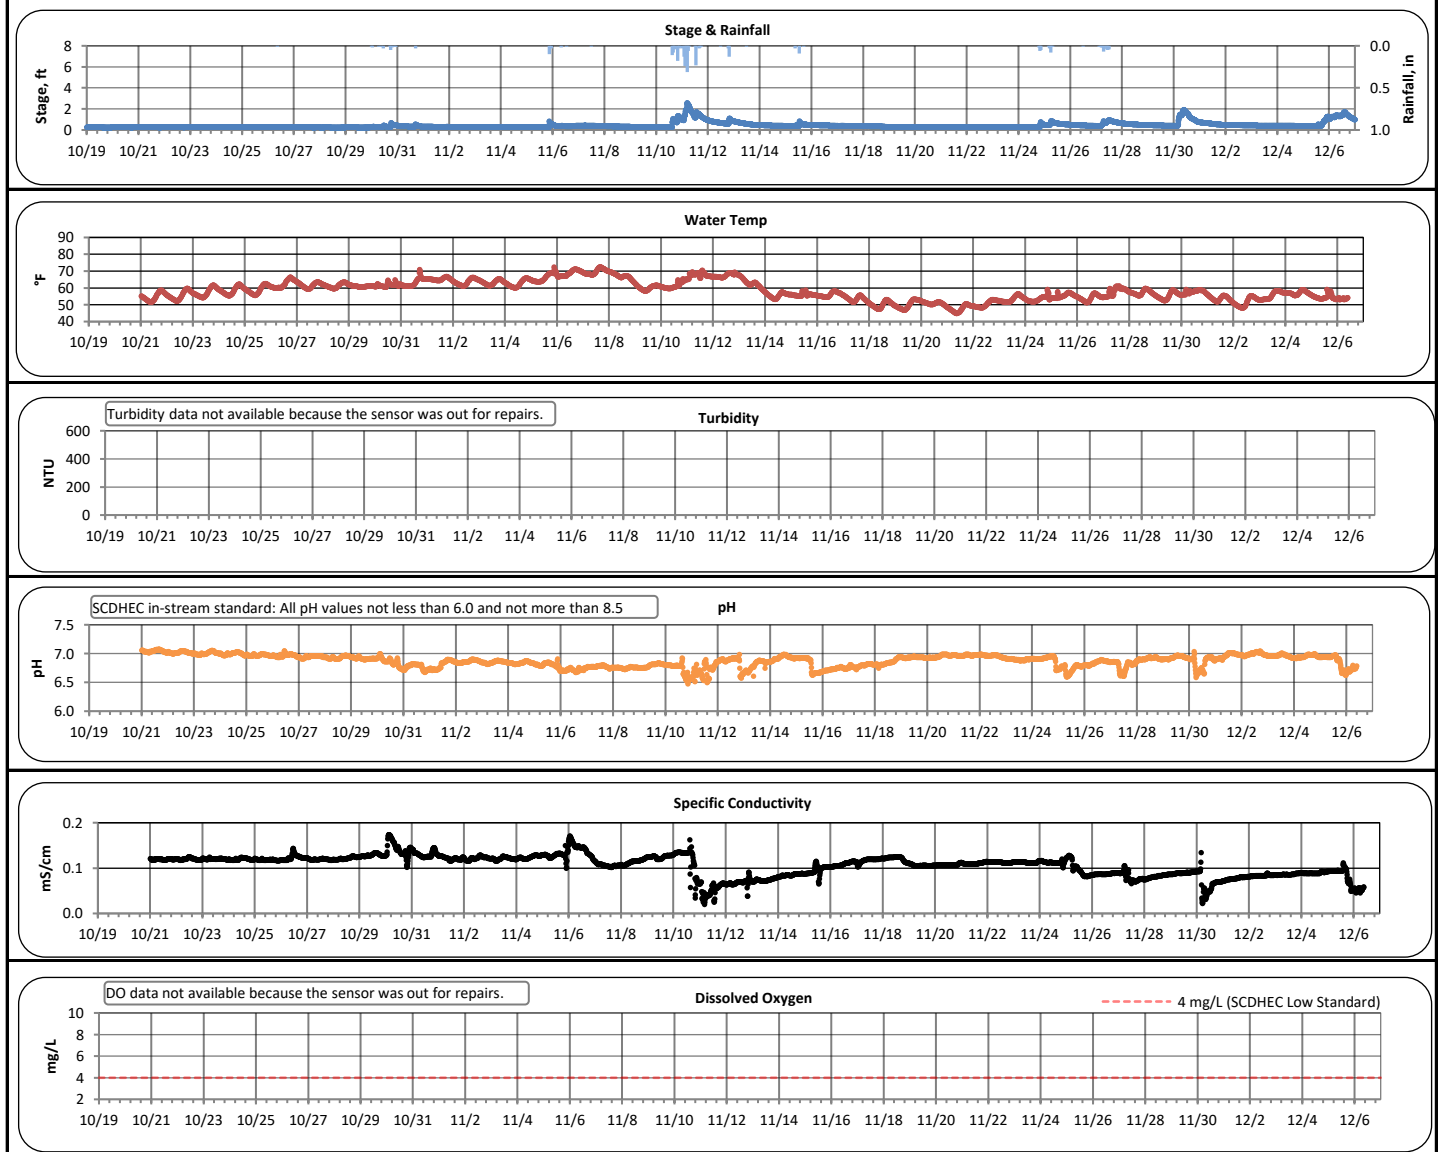 Stage & Rainfall
8 0.0
6
4 0.5
2
0 1.0
Stage, ft
Rainfall, in
10/19 10/21 10/23 10/25 10/27 10/29 10/31 11/2 11/4 11/6 11/8 11/10 11/12 11/14 11/16 11/18 11/20 11/22 11/24 11/26 11/28 11/30 12/2 12/4 12/6
Water Temp
90
80
70
60
50
40
°F
10/19 10/21 10/23 10/25 10/27 10/29 10/31 11/2 11/4 11/6 11/8 11/10 11/12 11/14 11/16 11/18 11/20 11/22 11/24 11/26 11/28 11/30 12/2 12/4 12/6
Turbidity data not available because the sensor was out for repairs.
Turbidity
600
400
200
0
NTU
10/19 10/21 10/23 10/25 10/27 10/29 10/31 11/2 11/4 11/6 11/8 11/10 11/12 11/14 11/16 11/18 11/20 11/22 11/24 11/26 11/28 11/30 12/2 12/4 12/6
SCDHEC in-stream standard: All pH values not less than 6.0 and not more than 8.5
pH
7.5
7.0
6.5
6.0
pH
10/19 10/21 10/23 10/25 10/27 10/29 10/31 11/2 11/4 11/6 11/8 11/10 11/12 11/14 11/16 11/18 11/20 11/22 11/24 11/26 11/28 11/30 12/2 12/4 12/6
Specific Conductivity
0.2
0.1
0.0
mS/cm
10/19 10/21 10/23 10/25 10/27 10/29 10/31 11/2 11/4 11/6 11/8 11/10 11/12 11/14 11/16 11/18 11/20 11/22 11/24 11/26 11/28 11/30 12/2 12/4 12/6
DO data not available because the sensor was out for repairs.
Dissolved Oxygen
4 mg/L (SCDHEC Low Standard)
10
8
6
4
2
mg/L
10/19 10/21 10/23 10/25 10/27 10/29 10/31 11/2 11/4 11/6 11/8 11/10 11/12 11/14 11/16 11/18 11/20 11/22 11/24 11/26 11/28 11/30 12/2 12/4 12/6